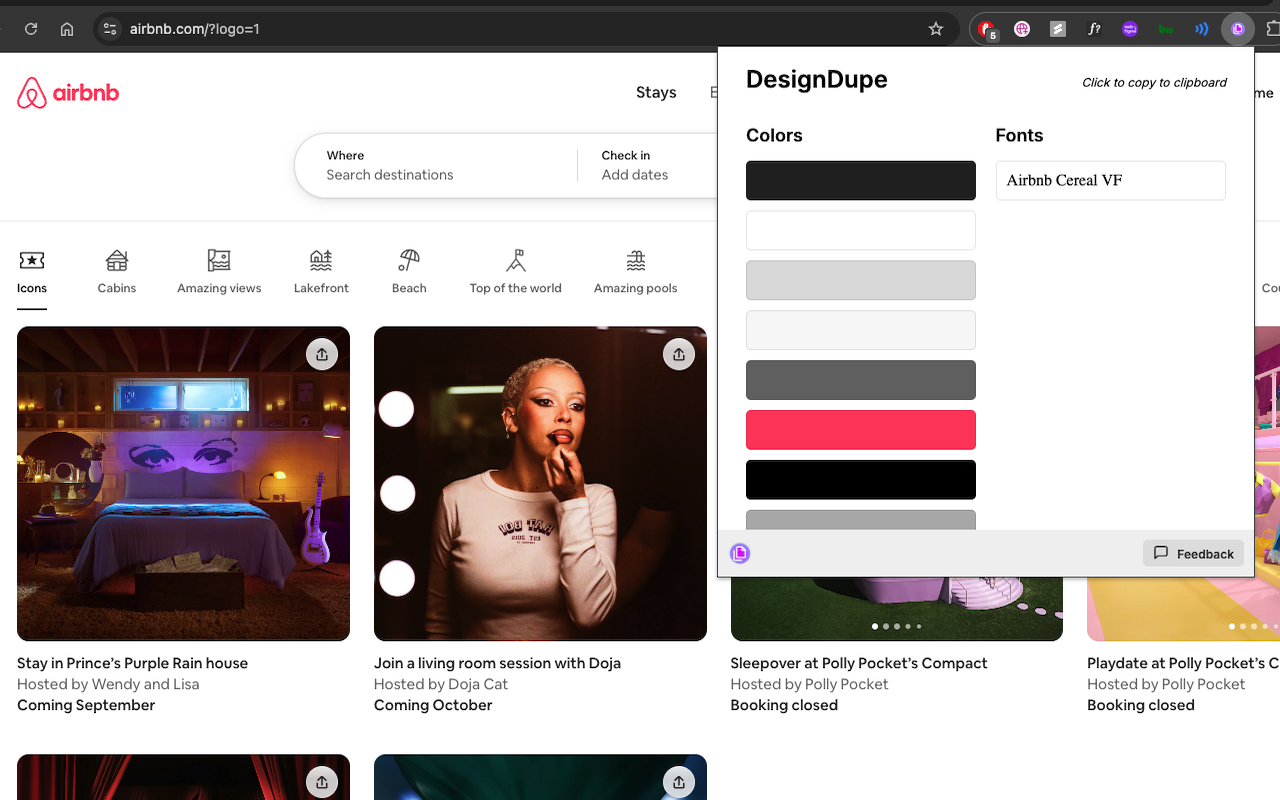 airbnb.com/?logo=1
5
f?
bw
airbnb
Stays
E
me
Where
Search destinations
Check in
Add dates
DesignDupe
Click to copy to clipboard
Colors
Fonts
Airbnb Cereal VF
Feedback
Icons
Cabins
Amazing views
Lakefront
Beach
Top of the world
Amazing pools
Cou
EST. 2015
Stay in Prince’s Purple Rain house
Hosted by Wendy and Lisa
Coming September
Join a living room session with Doja
Hosted by Doja Cat
Coming October
Sleepover at Polly Pocket’s Compact
Hosted by Polly Pocket
Booking closed
Playdate at Polly Pocket’s C
Hosted by Polly Pocket
Booking closed